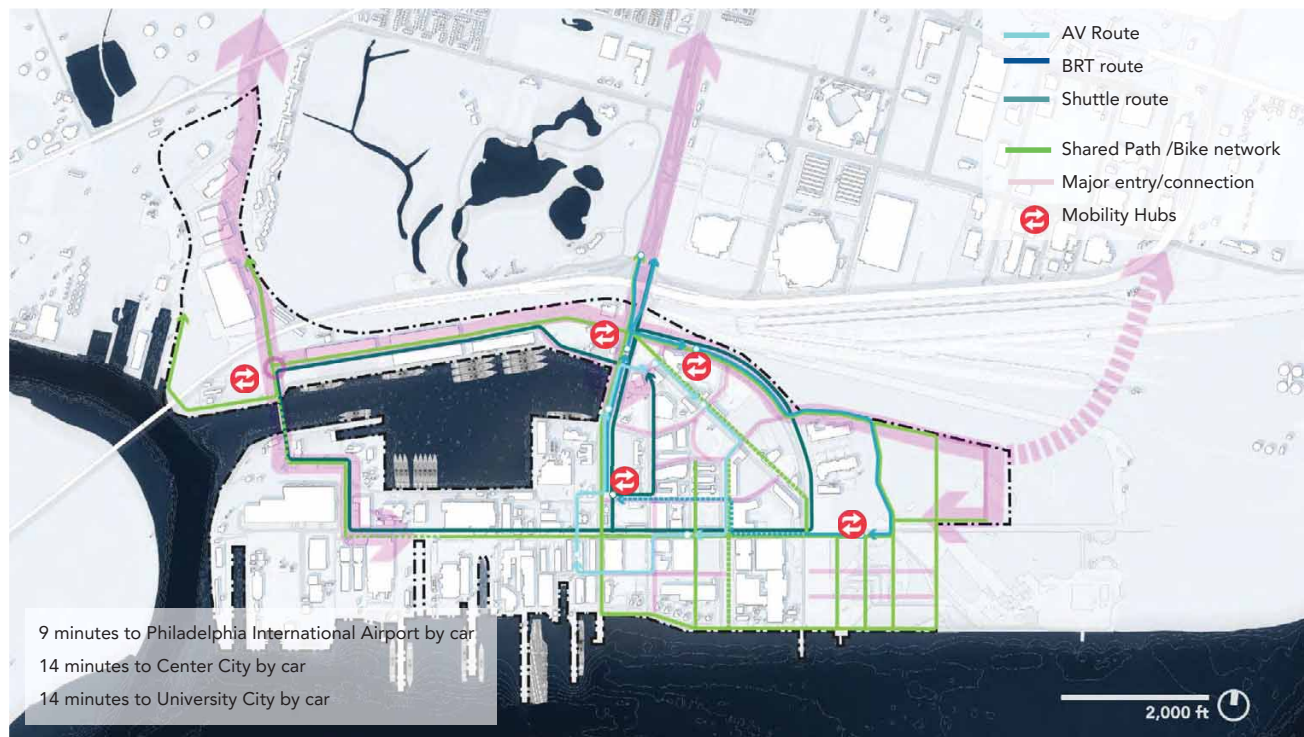 AV Route
BRT route
Shuttle route
Shared Path /Bike network
Major entry/connection
Mobility Hubs
9 minutes to Philadelphia International Airport by car
14 minutes to Center City by car
14 minutes to University City by car
2,000 ft